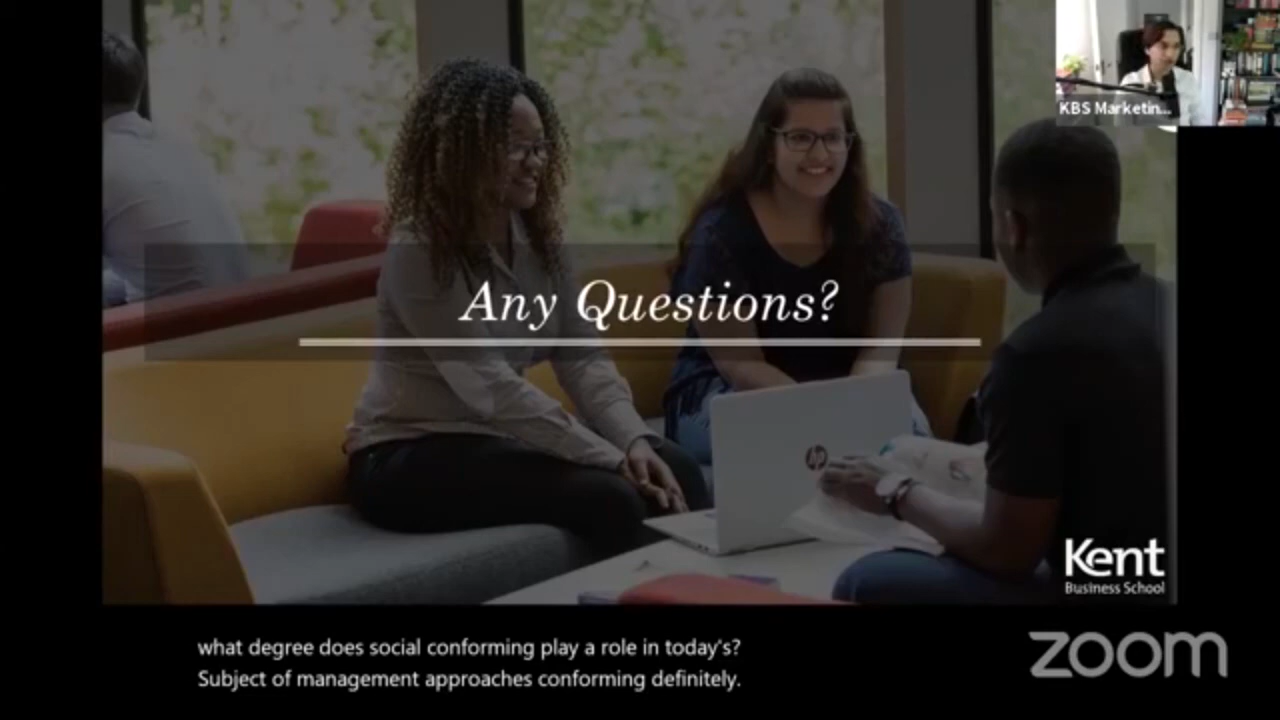 KBS Marketin...
Any Questions?
hp
Kent
Business School
what degree does social conforming play a role in today's?
Subject of management approaches conforming definitely.
zoom